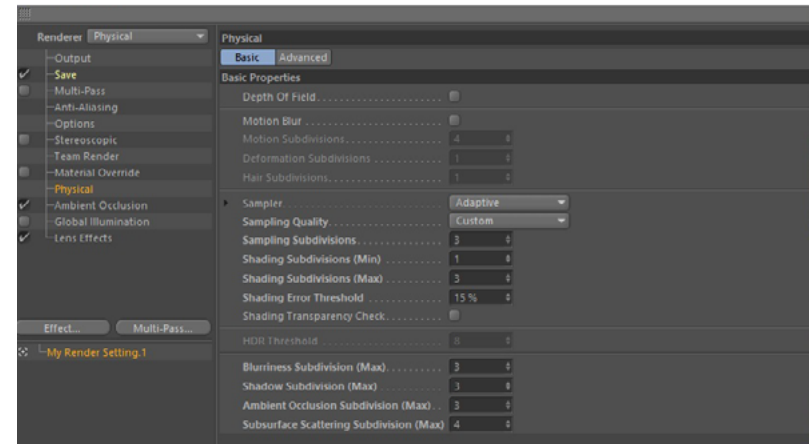 Renderer Physical
Output
Save
Multi-Pass
Anti-Aliasing
Options
Stereoscopic
Team Render
Material Override
Physical
Ambient Occlusion
Global Illumination
Lens Effects
Effect... Multi-Pass...
My Render Setting.1
Physical
Basic Advanced
Basic Properties
Depth Of Field
Motion Blur
Motion Subdivisions 4
Deformation Subdivisions 1
Hair Subdivisions 1
Sampler Adaptive
Sampling Quality Custom
Sampling Subdivisions 3
Shading Subdivisions (Min) 1
Shading Subdivisions (Max) 3
Shading Error Threshold 15 %
Shading Transparency Check
HDR Threshold 8
Blurriness Subdivision (Max) 3
Shadow Subdivision (Max) 3
Ambient Occlusion Subdivision (Max) 3
Subsurface Scattering Subdivision (Max) 4